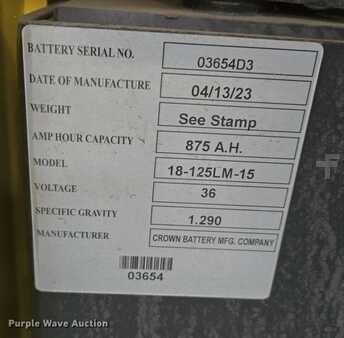 BATTERY SERIAL NO. 03654D3
DATE OF MANUFACTURE 04/13/23
WEIGHT See Stamp
AMP HOUR CAPACITY 875 A.H.
MODEL 18-125LM-15
VOLTAGE 36
SPECIFIC GRAVITY 1.290
MANUFACTURER CROWN BATTERY MFG. COMPANY
03654
Purple Wave Auction